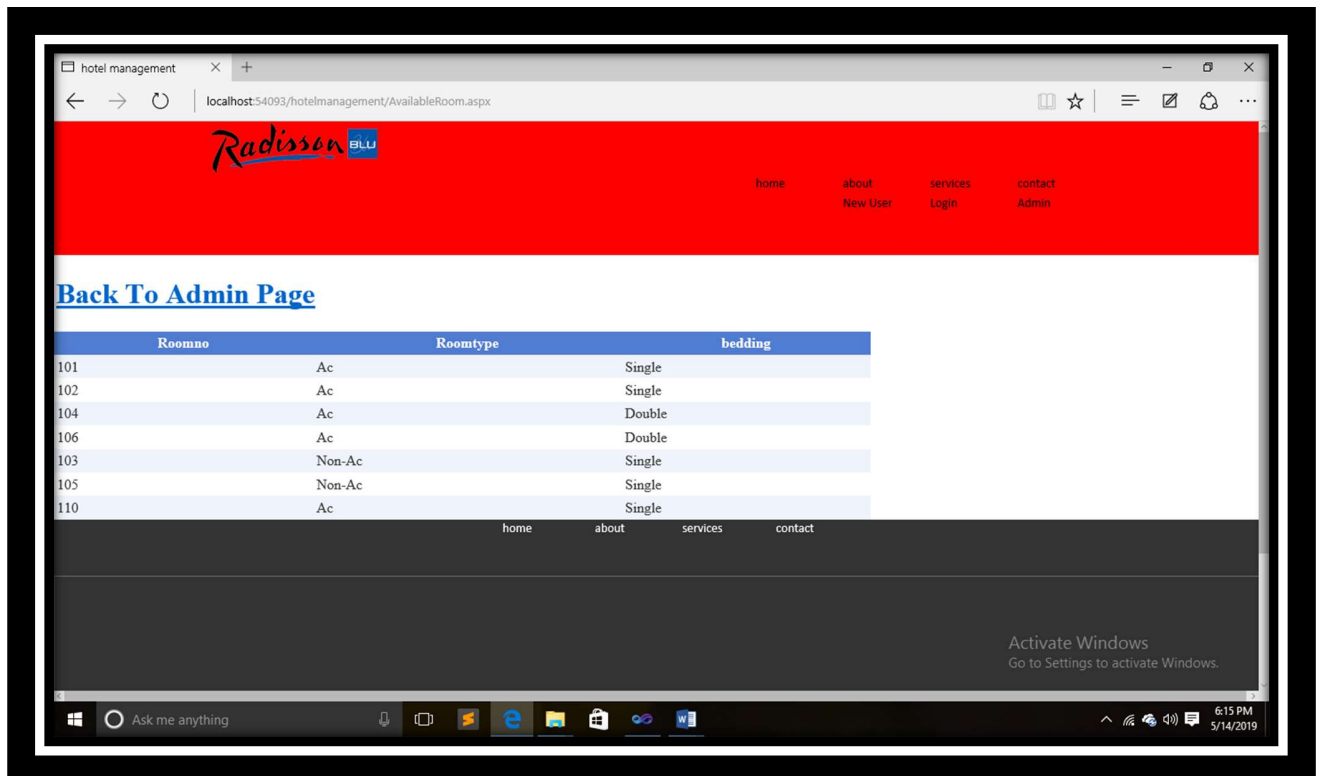 hotel management
localhost:54093/hotelmanagement/AvailableRoom.aspx
Radisson BLU
home about services contact
New User Login Admin
Back To Admin Page
Roomno Roomtype bedding
101 Ac Single
102 Ac Single
104 Ac Double
106 Ac Double
103 Non-Ac Single
105 Non-Ac Single
110 Ac Single
home about services contact
Activate Windows
Go to Settings to activate Windows.
Ask me anything
6:15 PM
5/14/2019